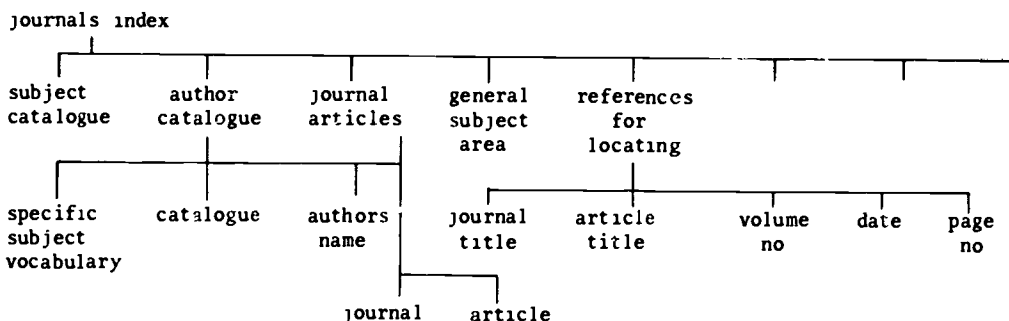 journals index
subject author journal general references
catalogue catalogue articles subject for
area locating
specific catalogue authors journal article volume date page
subject name title title no no
vocabulary
journal article